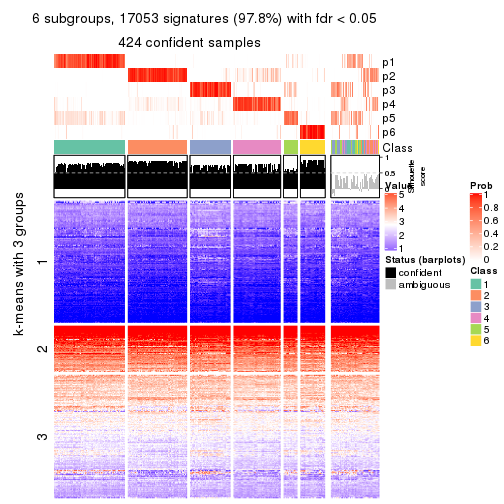 6 subgroups, 17053 signatures (97.8%) with fdr < 0.05
424 confident samples
p1
p2
p3
p4
p5
p6
Class
1
0.5
0
Silhouette
score
k-means with 3 groups
1
2
3
Value
5
4
3
2
1
Status (barplots)
confident
ambiguous
Prob
1
0.8
0.6
0.4
0.2
0
Class
1
2
3
4
5
6